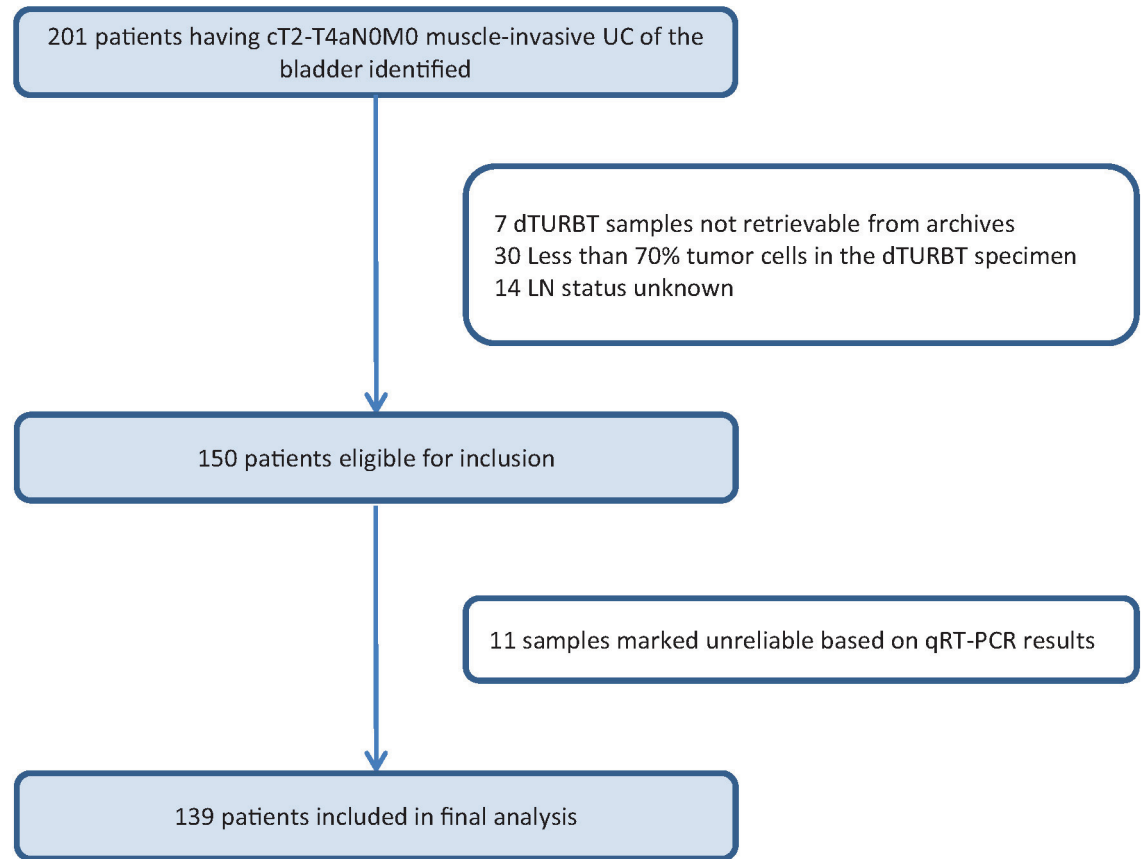 201 patients having cT2-T4aN0M0 muscle-invasive UC of the
bladder identified
7 dTURBT samples not retrievable from archives
30 Less than 70% tumor cells in the dTURBT specimen
14 LN status unknown
150 patients eligible for inclusion
11 samples marked unreliable based on qRT-PCR results
139 patients included in final analysis